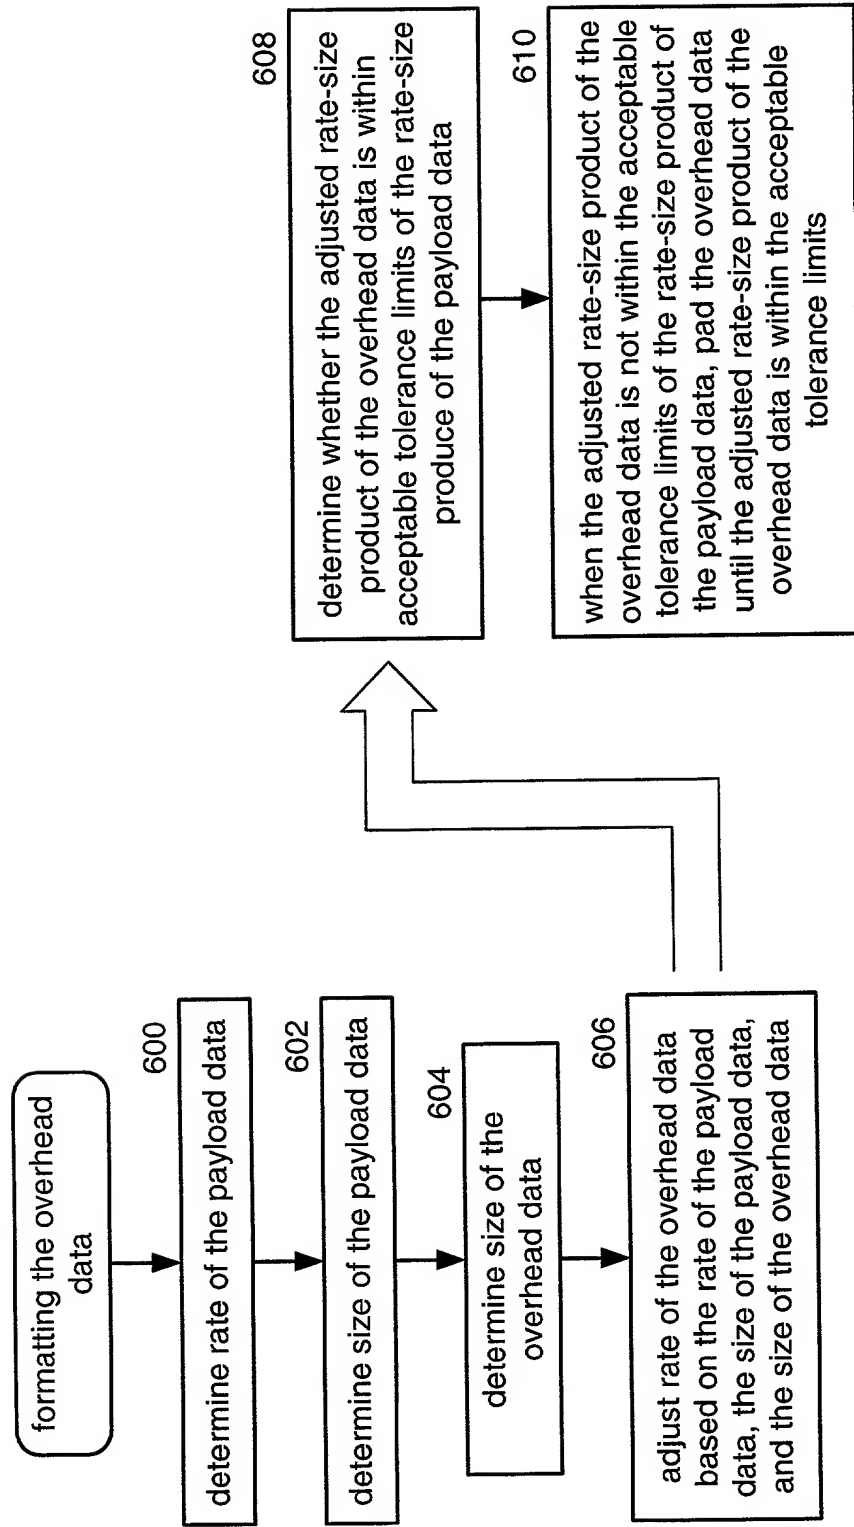 formatting the overhead
data
600
determine rate of the payload data
602
determine size of the payload data
604
determine size of the
overhead data
606
adjust rate of the overhead data
based on the rate of the payload
data, the size of the payload data,
and the size of the overhead data
608
determine whether the adjusted rate-size
product of the overhead data is within
acceptable tolerance limits of the rate-size
produce of the payload data
610
when the adjusted rate-size product of the
overhead data is not within the acceptable
tolerance limits of the rate-size product of
the payload data, pad the overhead data
until the adjusted rate-size product of the
overhead data is within the acceptable
tolerance limits